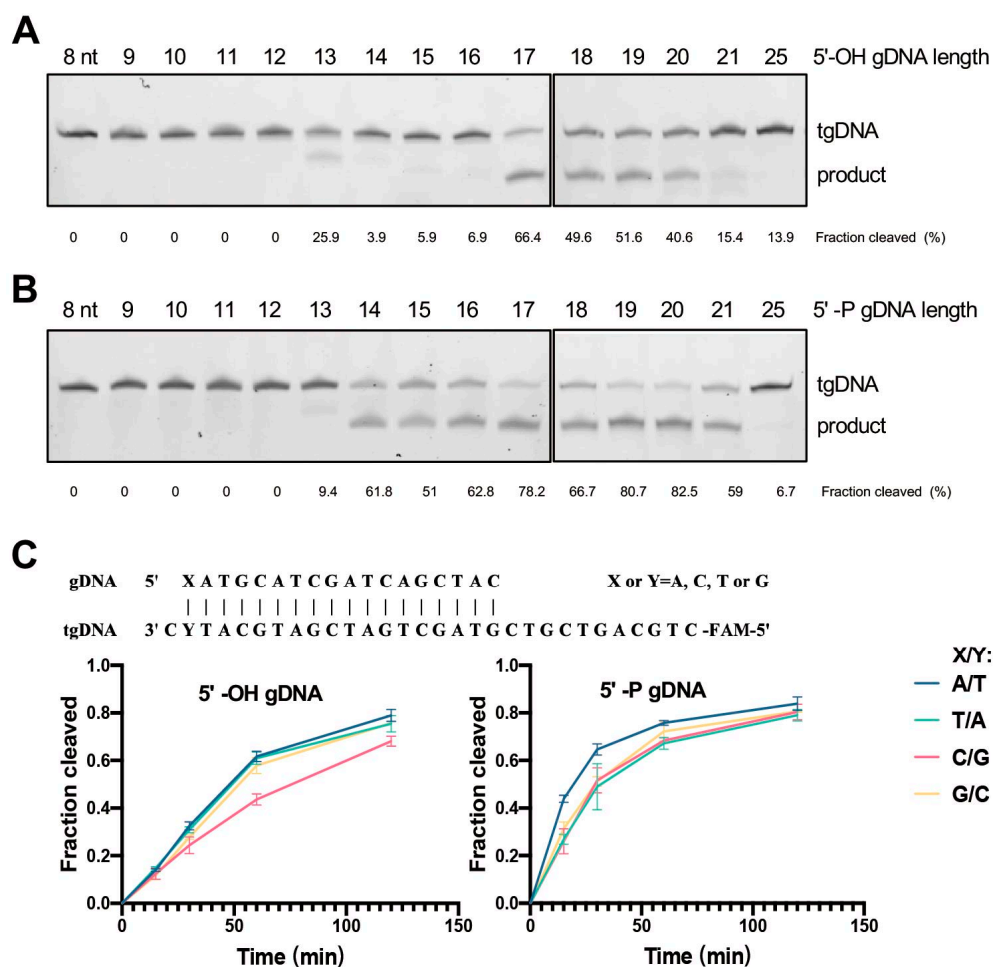 A
8 nt 9 10 11 12 13 14 15 16 17 18 19 20 21 25 5'-OH gDNA length
tgDNA
product
0 0 0 0 0 25.9 3.9 5.9 6.9 66.4 49.6 51.6 40.6 15.4 13.9 Fraction cleaved (%)
B
8 nt 9 10 11 12 13 14 15 16 17 18 19 20 21 25 5' -P gDNA length
tgDNA
product
0 0 0 0 0 9.4 61.8 51 62.8 78.2 66.7 80.7 82.5 59 6.7 Fraction cleaved (%)
C
gDNA 5' X A T G C A T C G A T C A G C T A C X or Y=A, C, T or G
tgDNA 3' C Y T A C G T A G C T A G T C G A T G C T G C T G A C G T C -FAM-5'
5' -OH gDNA
Fraction cleaved
1.0
0.8
0.6
0.4
0.2
0.0
0 50 100 150
Time (min)
5' -P gDNA
Fraction cleaved
1.0
0.8
0.6
0.4
0.2
0.0
0 50 100 150
Time (min)
X/Y:
A/T
T/A
C/G
G/C